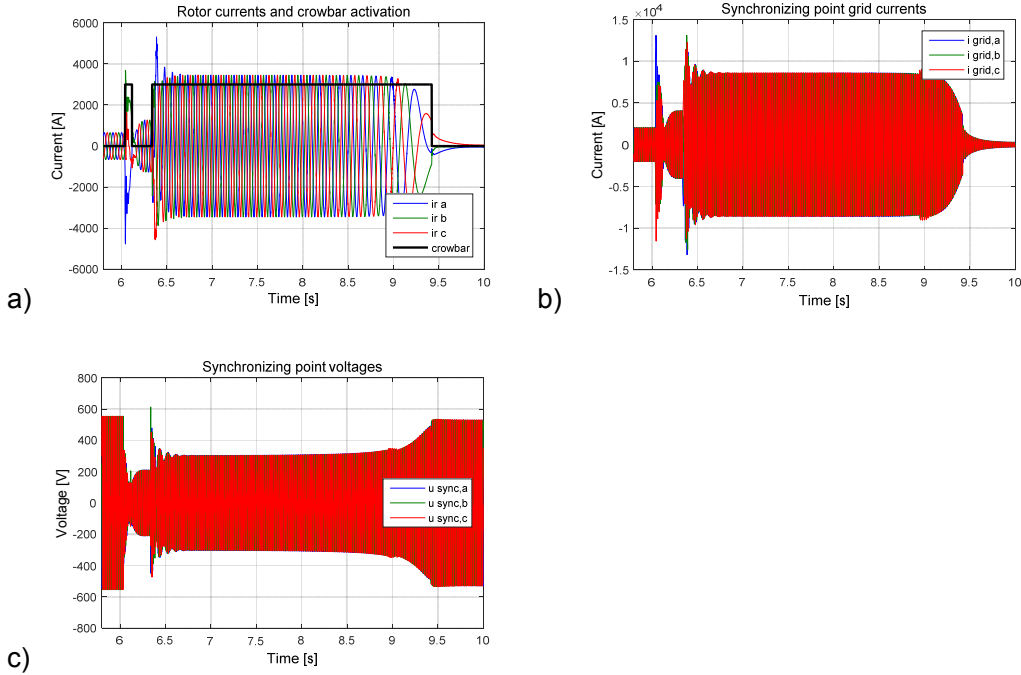 Rotor currents and crowbar activation
6000
4000
2000
0
-2000
-4000
-6000
Current [A]
ir a
ir b
ir c
crowbar
6 6.5 7 7.5 8 8.5 9 9.5 10
Time [s]
a)
Synchronizing point grid currents
×10^4
1.5
1
0.5
0
-0.5
-1
-1.5
Current [A]
i grid,a
i grid,b
i grid,c
6 6.5 7 7.5 8 8.5 9 9.5 10
Time [s]
b)
Synchronizing point voltages
800
600
400
200
0
-200
-400
-600
-800
Voltage [V]
u sync,a
u sync,b
u sync,c
6 6.5 7 7.5 8 8.5 9 9.5 10
Time [s]
c)